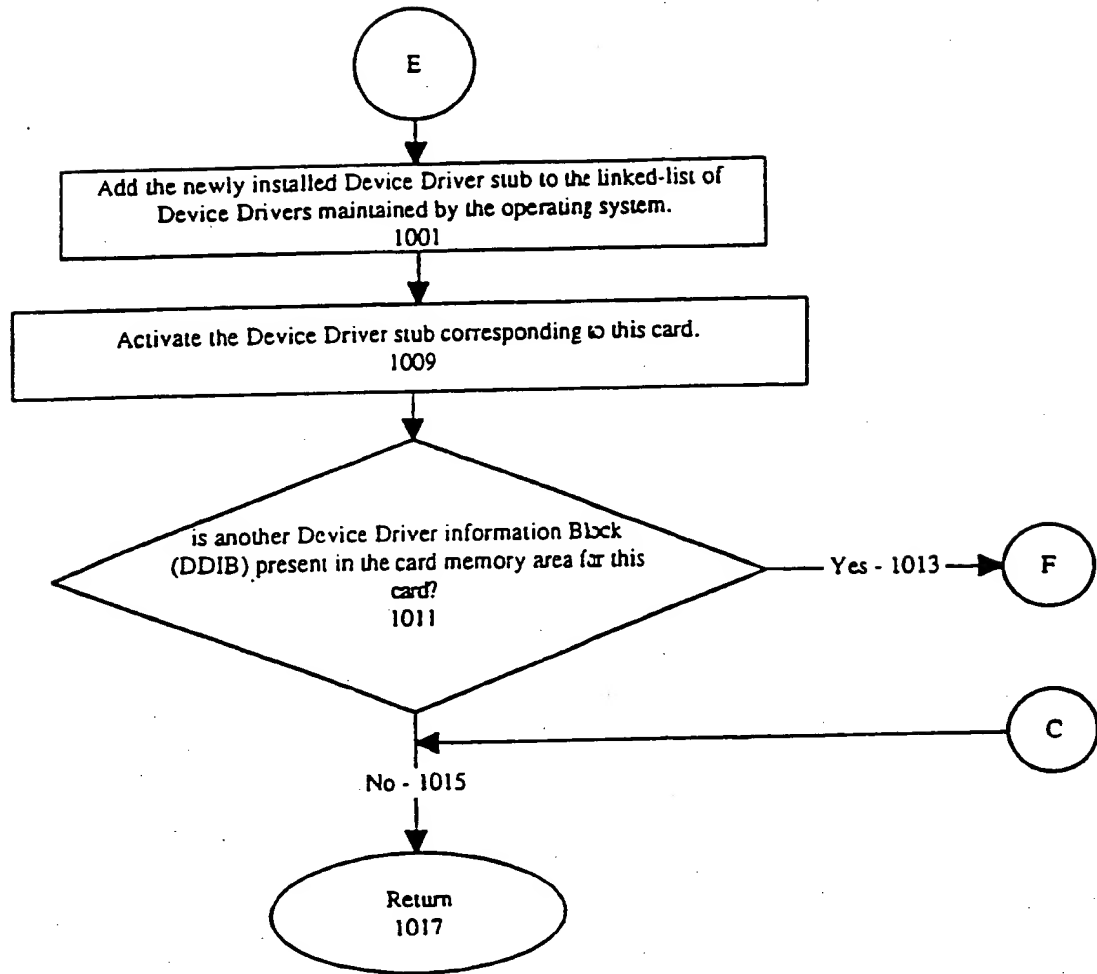 E
Add the newly installed Device Driver stub to the linked-list of
Device Drivers maintained by the operating system.
1001
Activate the Device Driver stub corresponding to this card.
1009
is another Device Driver information Block
(DDIB) present in the card memory area for this
card?
1011
Yes - 1013
F
C
No - 1015
Return
1017